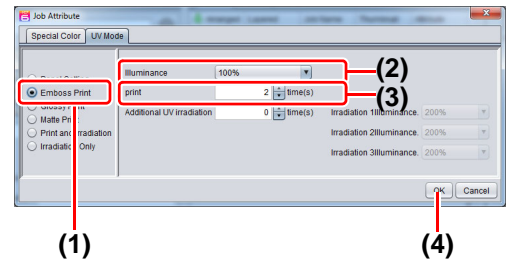 Job Attribute
Special Color UV Mode
Illuminance 100% (2)
Emboss Print print 2 time(s) (3)
Additional UV irradiation 0 time(s) Irradiation 1Illuminance. 200%
Matte Print
Print and Irradiation Irradiation 2Illuminance. 200%
Irradiation Only
Irradiation 3Illuminance. 200%
OK Cancel
(1) (4)